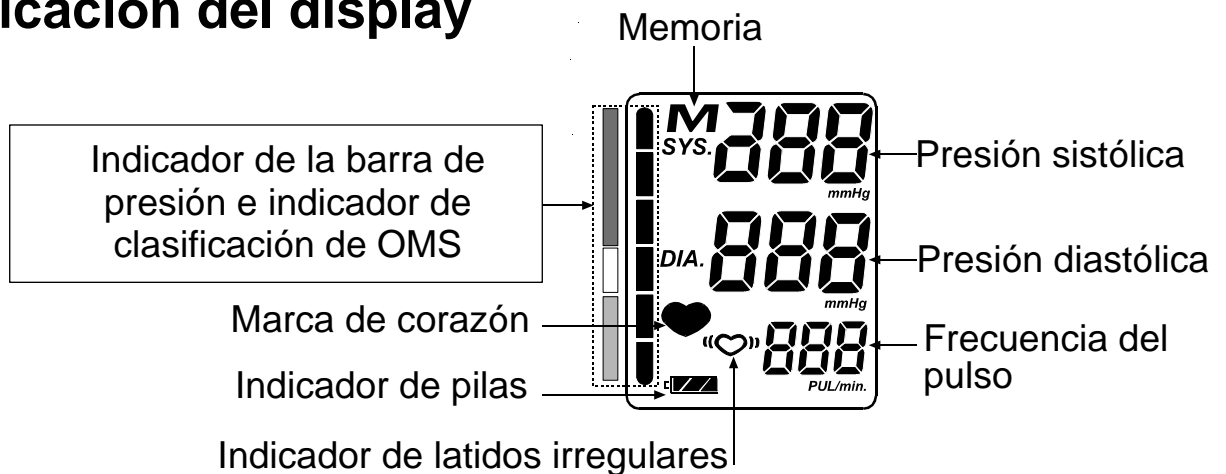 icación del display
Memoria
M
SYS.
288
mmHg
Presión sistólica
Indicador de la barra de
presión e indicador de
clasificación de OMS
DIA.
888
mmHg
Presión diastólica
Marca de corazón
888
PUL/min.
Frecuencia del
pulso
Indicador de pilas
Indicador de latidos irregulares